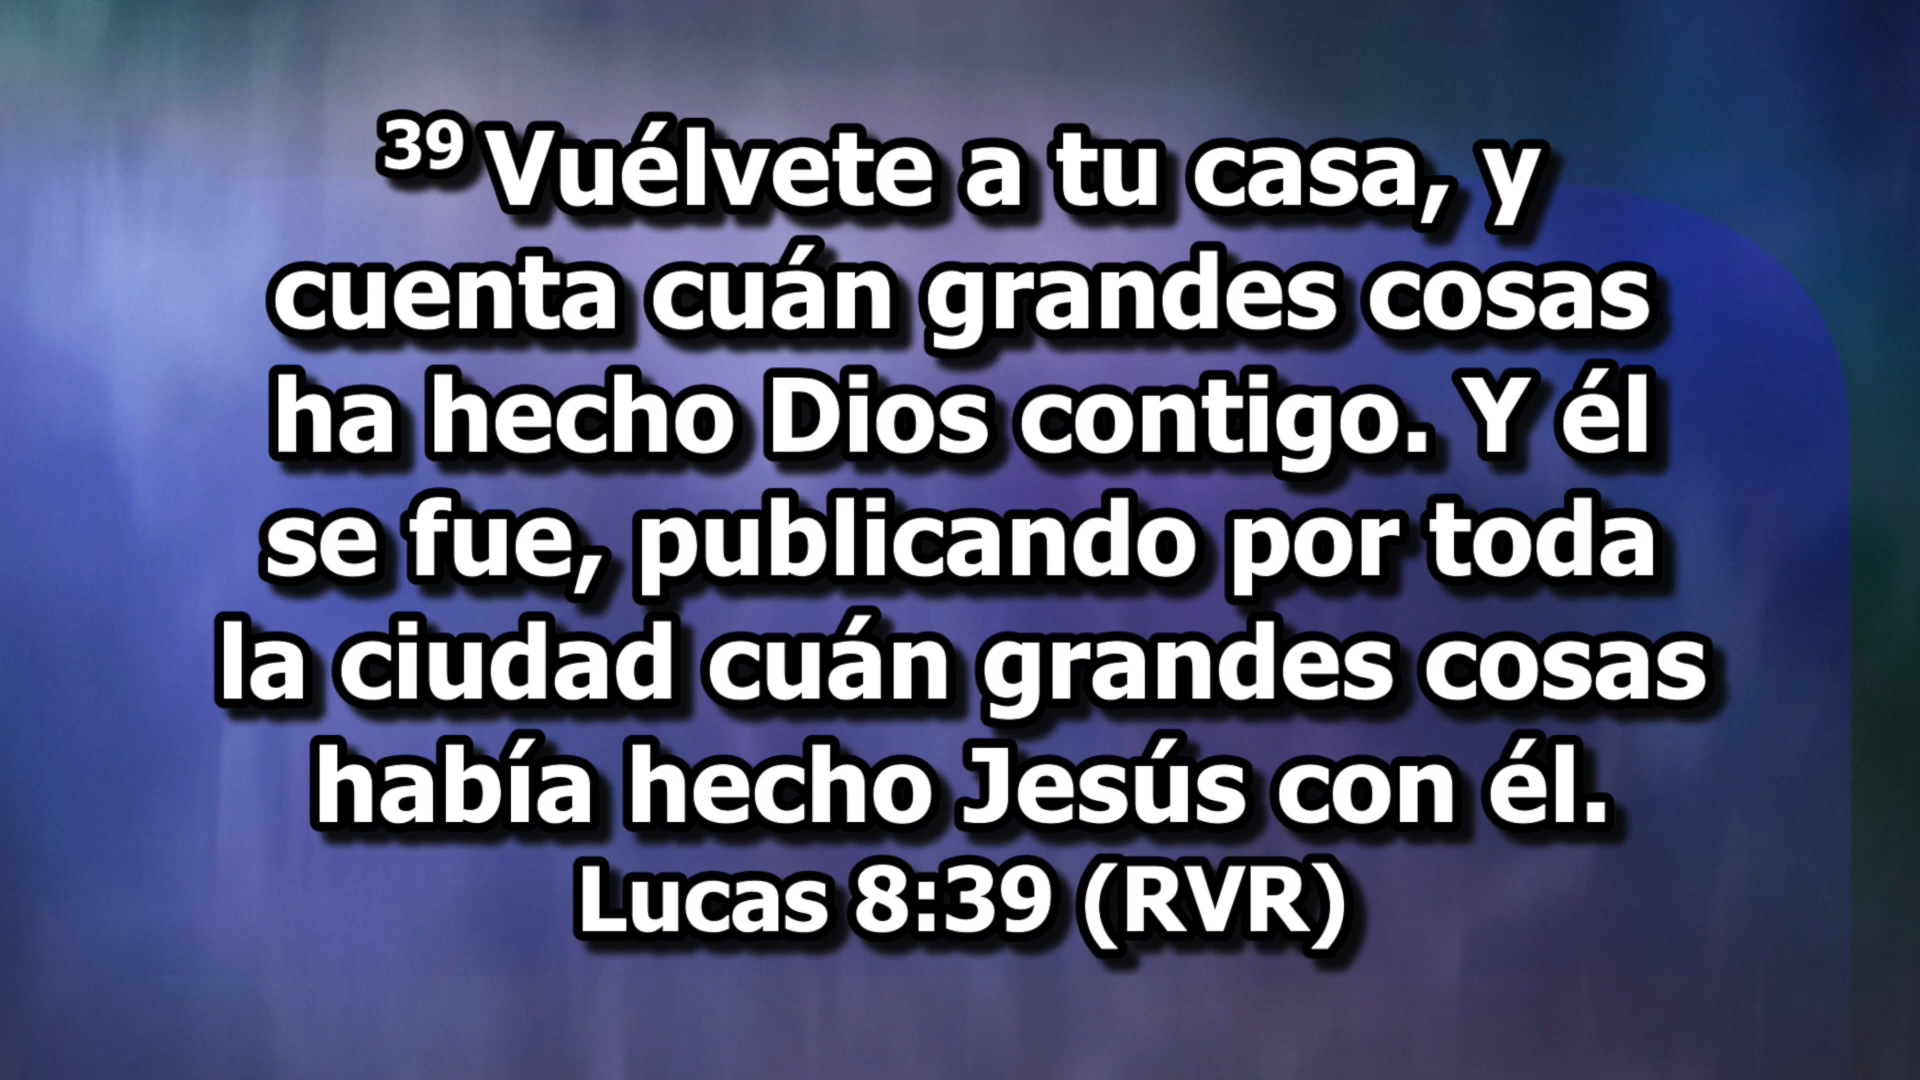 39 Vuélvete a tu casa, y
cuenta cuán grandes cosas
ha hecho Dios contigo. Y él
se fue, publicando por toda
la ciudad cuán grandes cosas
había hecho Jesús con él.
Lucas 8:39 (RVR)